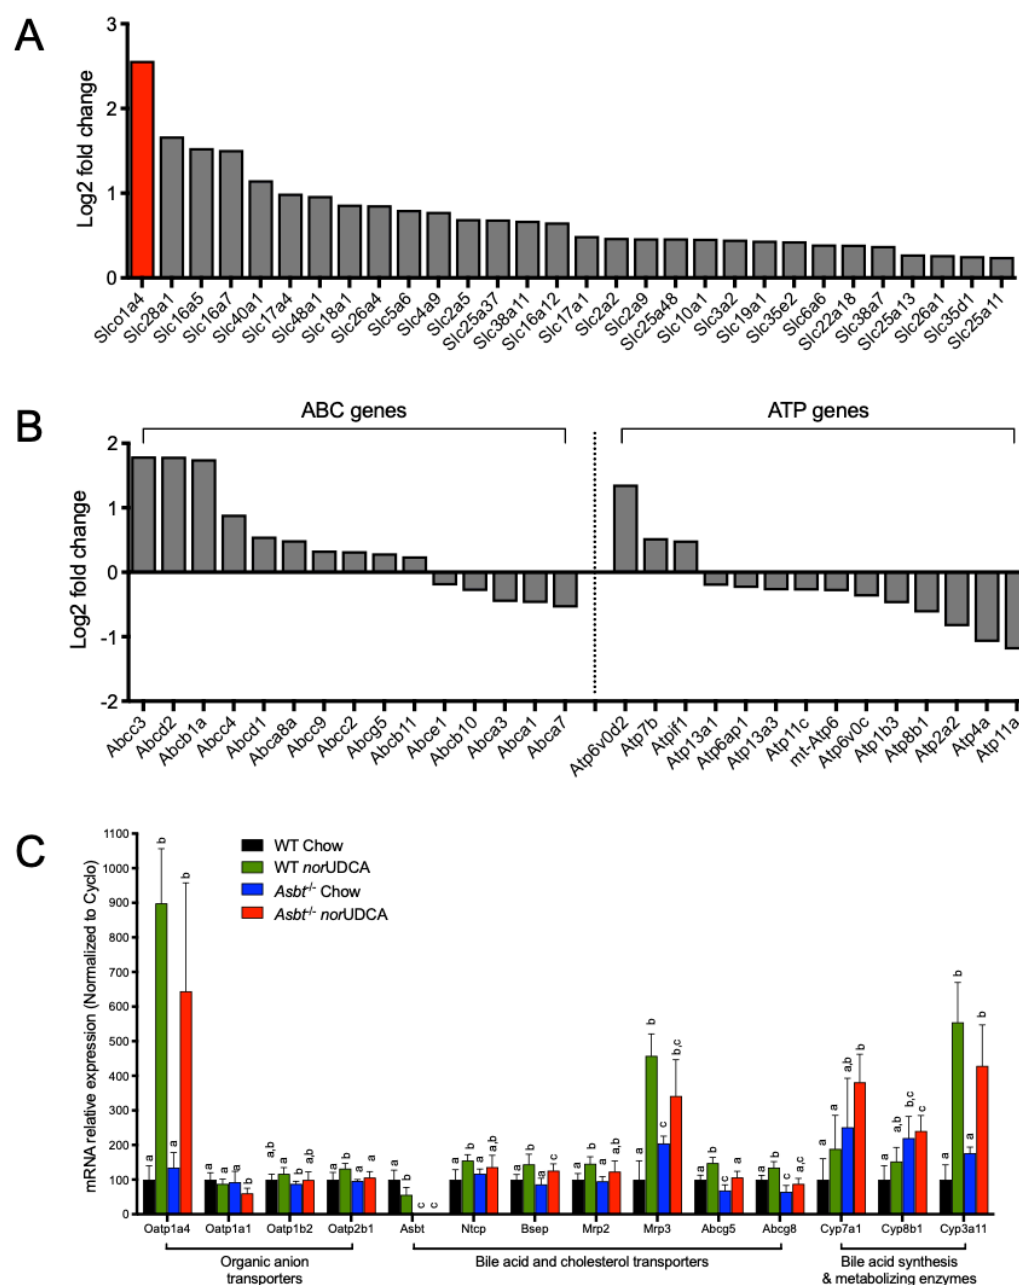 A
3
2
1
0
Log2 fold change
Slco1a4
Slc28a1
Slc16a5
Slc16a7
Slc40a1
Slc17a4
Slc48a1
Slc18a1
Slc26a4
Slc5a6
Slc4a9
Slc2a5
Slc25a37
Slc38a11
Slc16a12
Slc17a1
Slc2a2
Slc2a9
Slc25a48
Slc10a1
Slc3a2
Slc19a1
Slc35e2
Slc6a6
Slc22a18
Slc38a7
Slc25a13
Slc26a1
Slc35d1
Slc25a11
B
ABC genes
ATP genes
2
1
0
-1
-2
Log2 fold change
Abcc3
Abcd2
Abcb1a
Abcc4
Abcd1
Abca8a
Abcc9
Abcc2
Abcg5
Abcb11
Abce1
Abcb10
Abca3
Abca1
Abca7
Atp6v0d2
Atp7b
Atpif1
Atp13a1
Atp6ap1
Atp13a3
Atp11c
mt-Atp6
Atp6v0c
Atp1b3
Atp8b1
Atp2a2
Atp4a
Atp11a
C
WT Chow
WT norUDCA
Asbt-/- Chow
Asbt-/- norUDCA
mRNA relative expression (Normalized to Cyclo)
1100
1000
900
800
700
600
500
400
300
200
100
0
a b a b
a a a b
a,b a b a,b
a b a a
a b c c
a b a a,b
a b a c
a b a a,b
a b c b,c
a b c a
a b c a,c
a a a,b b
a a,b b,c c
a b a b
Oatp1a4 Oatp1a1 Oatp1b2 Oatp2b1 Asbt Ntcp Bsep Mrp2 Mrp3 Abcg5 Abcg8 Cyp7a1 Cyp8b1 Cyp3a11
Organic anion
transporters
Bile acid and cholesterol transporters
Bile acid synthesis
& metabolizing enzymes